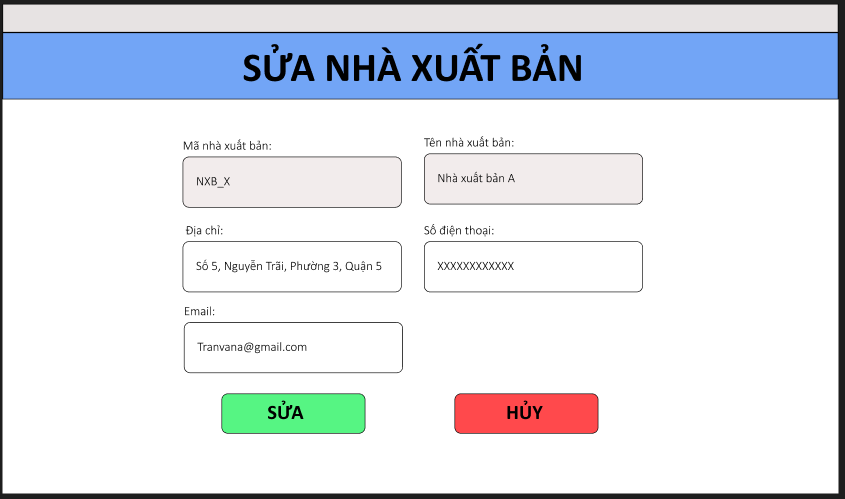 SỬA NHÀ XUẤT BẢN
Mã nhà xuất bản:
Tên nhà xuất bản:
NXB_X
Nhà xuất bản A
Địa chỉ:
Số điện thoại:
Số 5, Nguyễn Trãi, Phường 3, Quận 5
XXXXXXXXXXXX
Email:
Tranvana@gmail.com
SỬA
HỦY